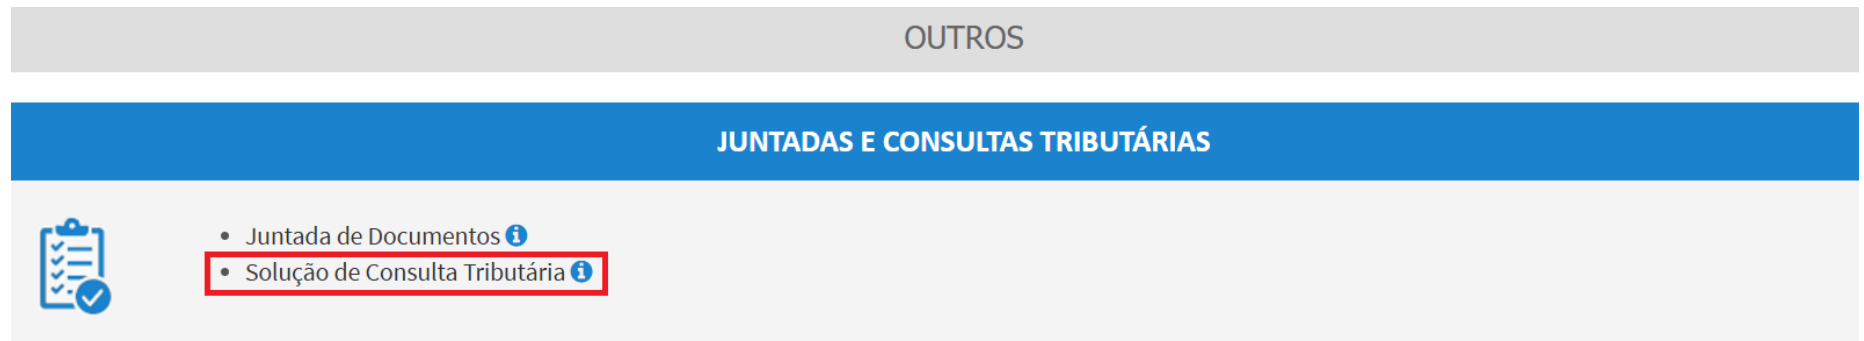 OUTROS
JUNTADAS E CONSULTAS TRIBUTÁRIAS
• Juntada de Documentos
• Solução de Consulta Tributária